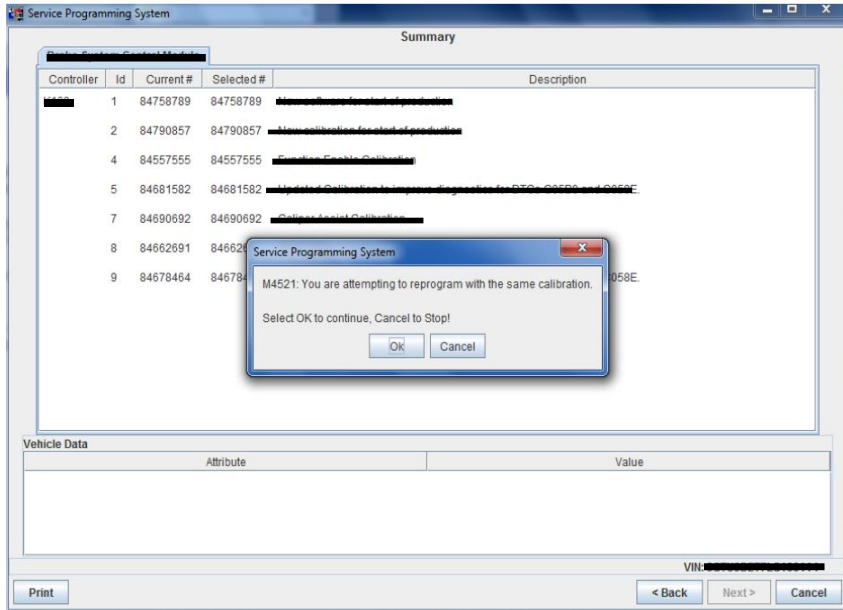 Service Programming System
Summary
Controller Id Current # Selected # Description
1 84758789 84758789
2 84790857 84790857
4 84557555 84557555
5 84681582 84681582 E.
7 84690692 84690692
8 84662691 84662
9 84678464 84678 058E.
Service Programming System
M4521: You are attempting to reprogram with the same calibration.
Select OK to continue, Cancel to Stop!
Ok Cancel
Vehicle Data
Attribute Value
VIN:
Print < Back Next > Cancel